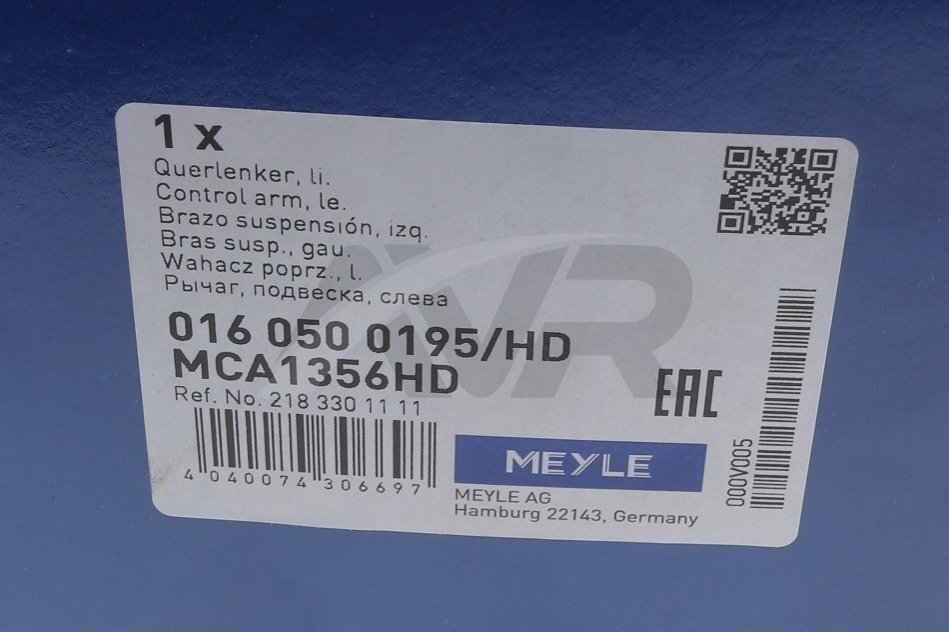 1 x
Querlenker, li.
Control arm, le.
Brazo suspensión, izq.
Bras susp., gau.
Wahacz poprz., l.
Рычаг, подвеска, слева
016 050 0195/HD
MCA1356HD
Ref. No. 218 330 11 11
4 040074 306697
EAC
MEYLE
MEYLE AG
Hamburg 22143, Germany
000V005
VR